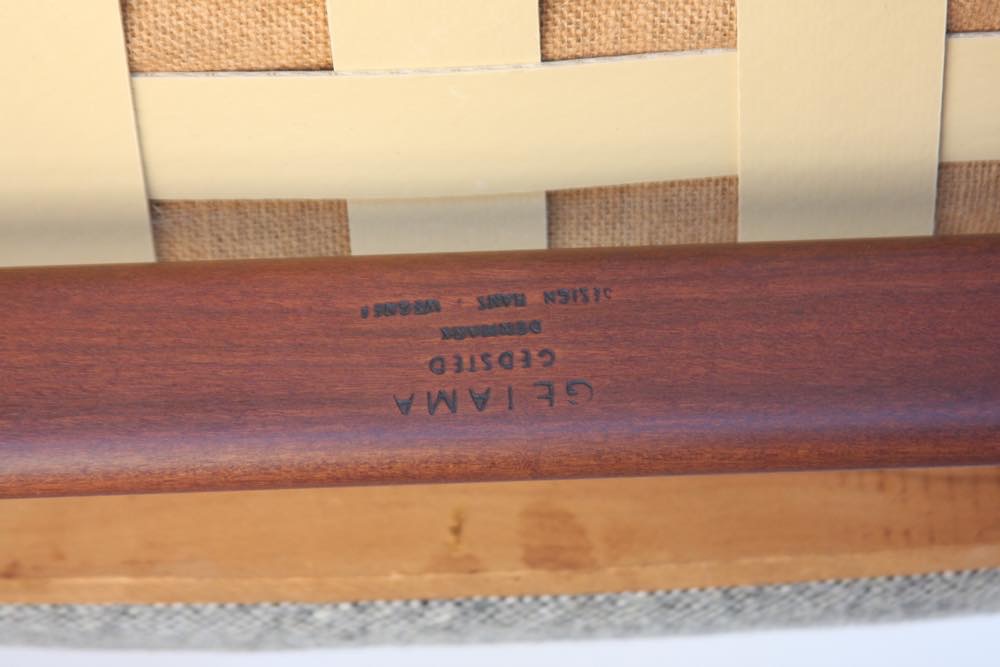 GETAMA
GEDSTED
DENMARK
DESIGN HANS · WEGNER